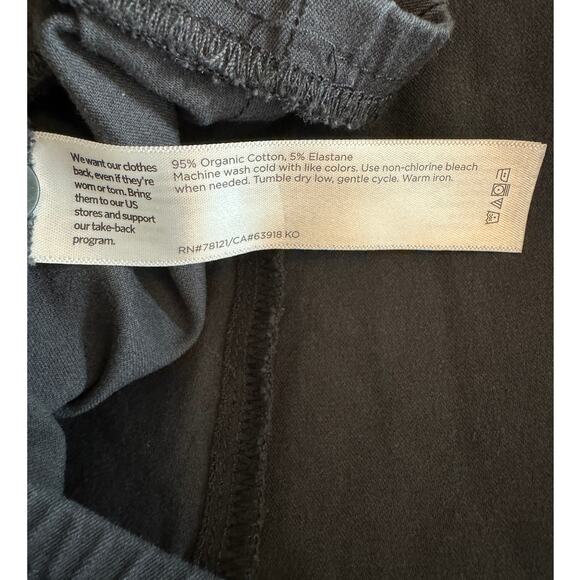 We want our clothes
back, even if they're
worn or torn. Bring
them to our US
stores and support
our take-back
program.
95% Organic Cotton, 5% Elastane
Machine wash cold with like colors. Use non-chlorine bleach
when needed. Tumble dry low, gentle cycle. Warm iron.
RN#78121/CA#63918 KO